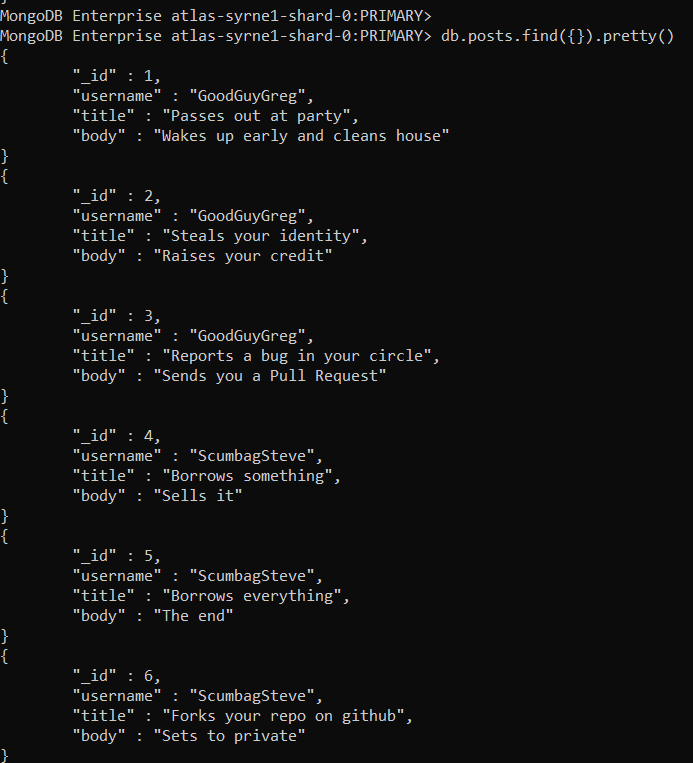 }
MongoDB Enterprise atlas-syrne1-shard-0:PRIMARY>
MongoDB Enterprise atlas-syrne1-shard-0:PRIMARY> db.posts.find({}).pretty()
{
        "_id" : 1,
        "username" : "GoodGuyGreg",
        "title" : "Passes out at party",
        "body" : "Wakes up early and cleans house"
}
{
        "_id" : 2,
        "username" : "GoodGuyGreg",
        "title" : "Steals your identity",
        "body" : "Raises your credit"
}
{
        "_id" : 3,
        "username" : "GoodGuyGreg",
        "title" : "Reports a bug in your circle",
        "body" : "Sends you a Pull Request"
}
{
        "_id" : 4,
        "username" : "ScumbagSteve",
        "title" : "Borrows something",
        "body" : "Sells it"
}
{
        "_id" : 5,
        "username" : "ScumbagSteve",
        "title" : "Borrows everything",
        "body" : "The end"
}
{
        "_id" : 6,
        "username" : "ScumbagSteve",
        "title" : "Forks your repo on github",
        "body" : "Sets to private"
}